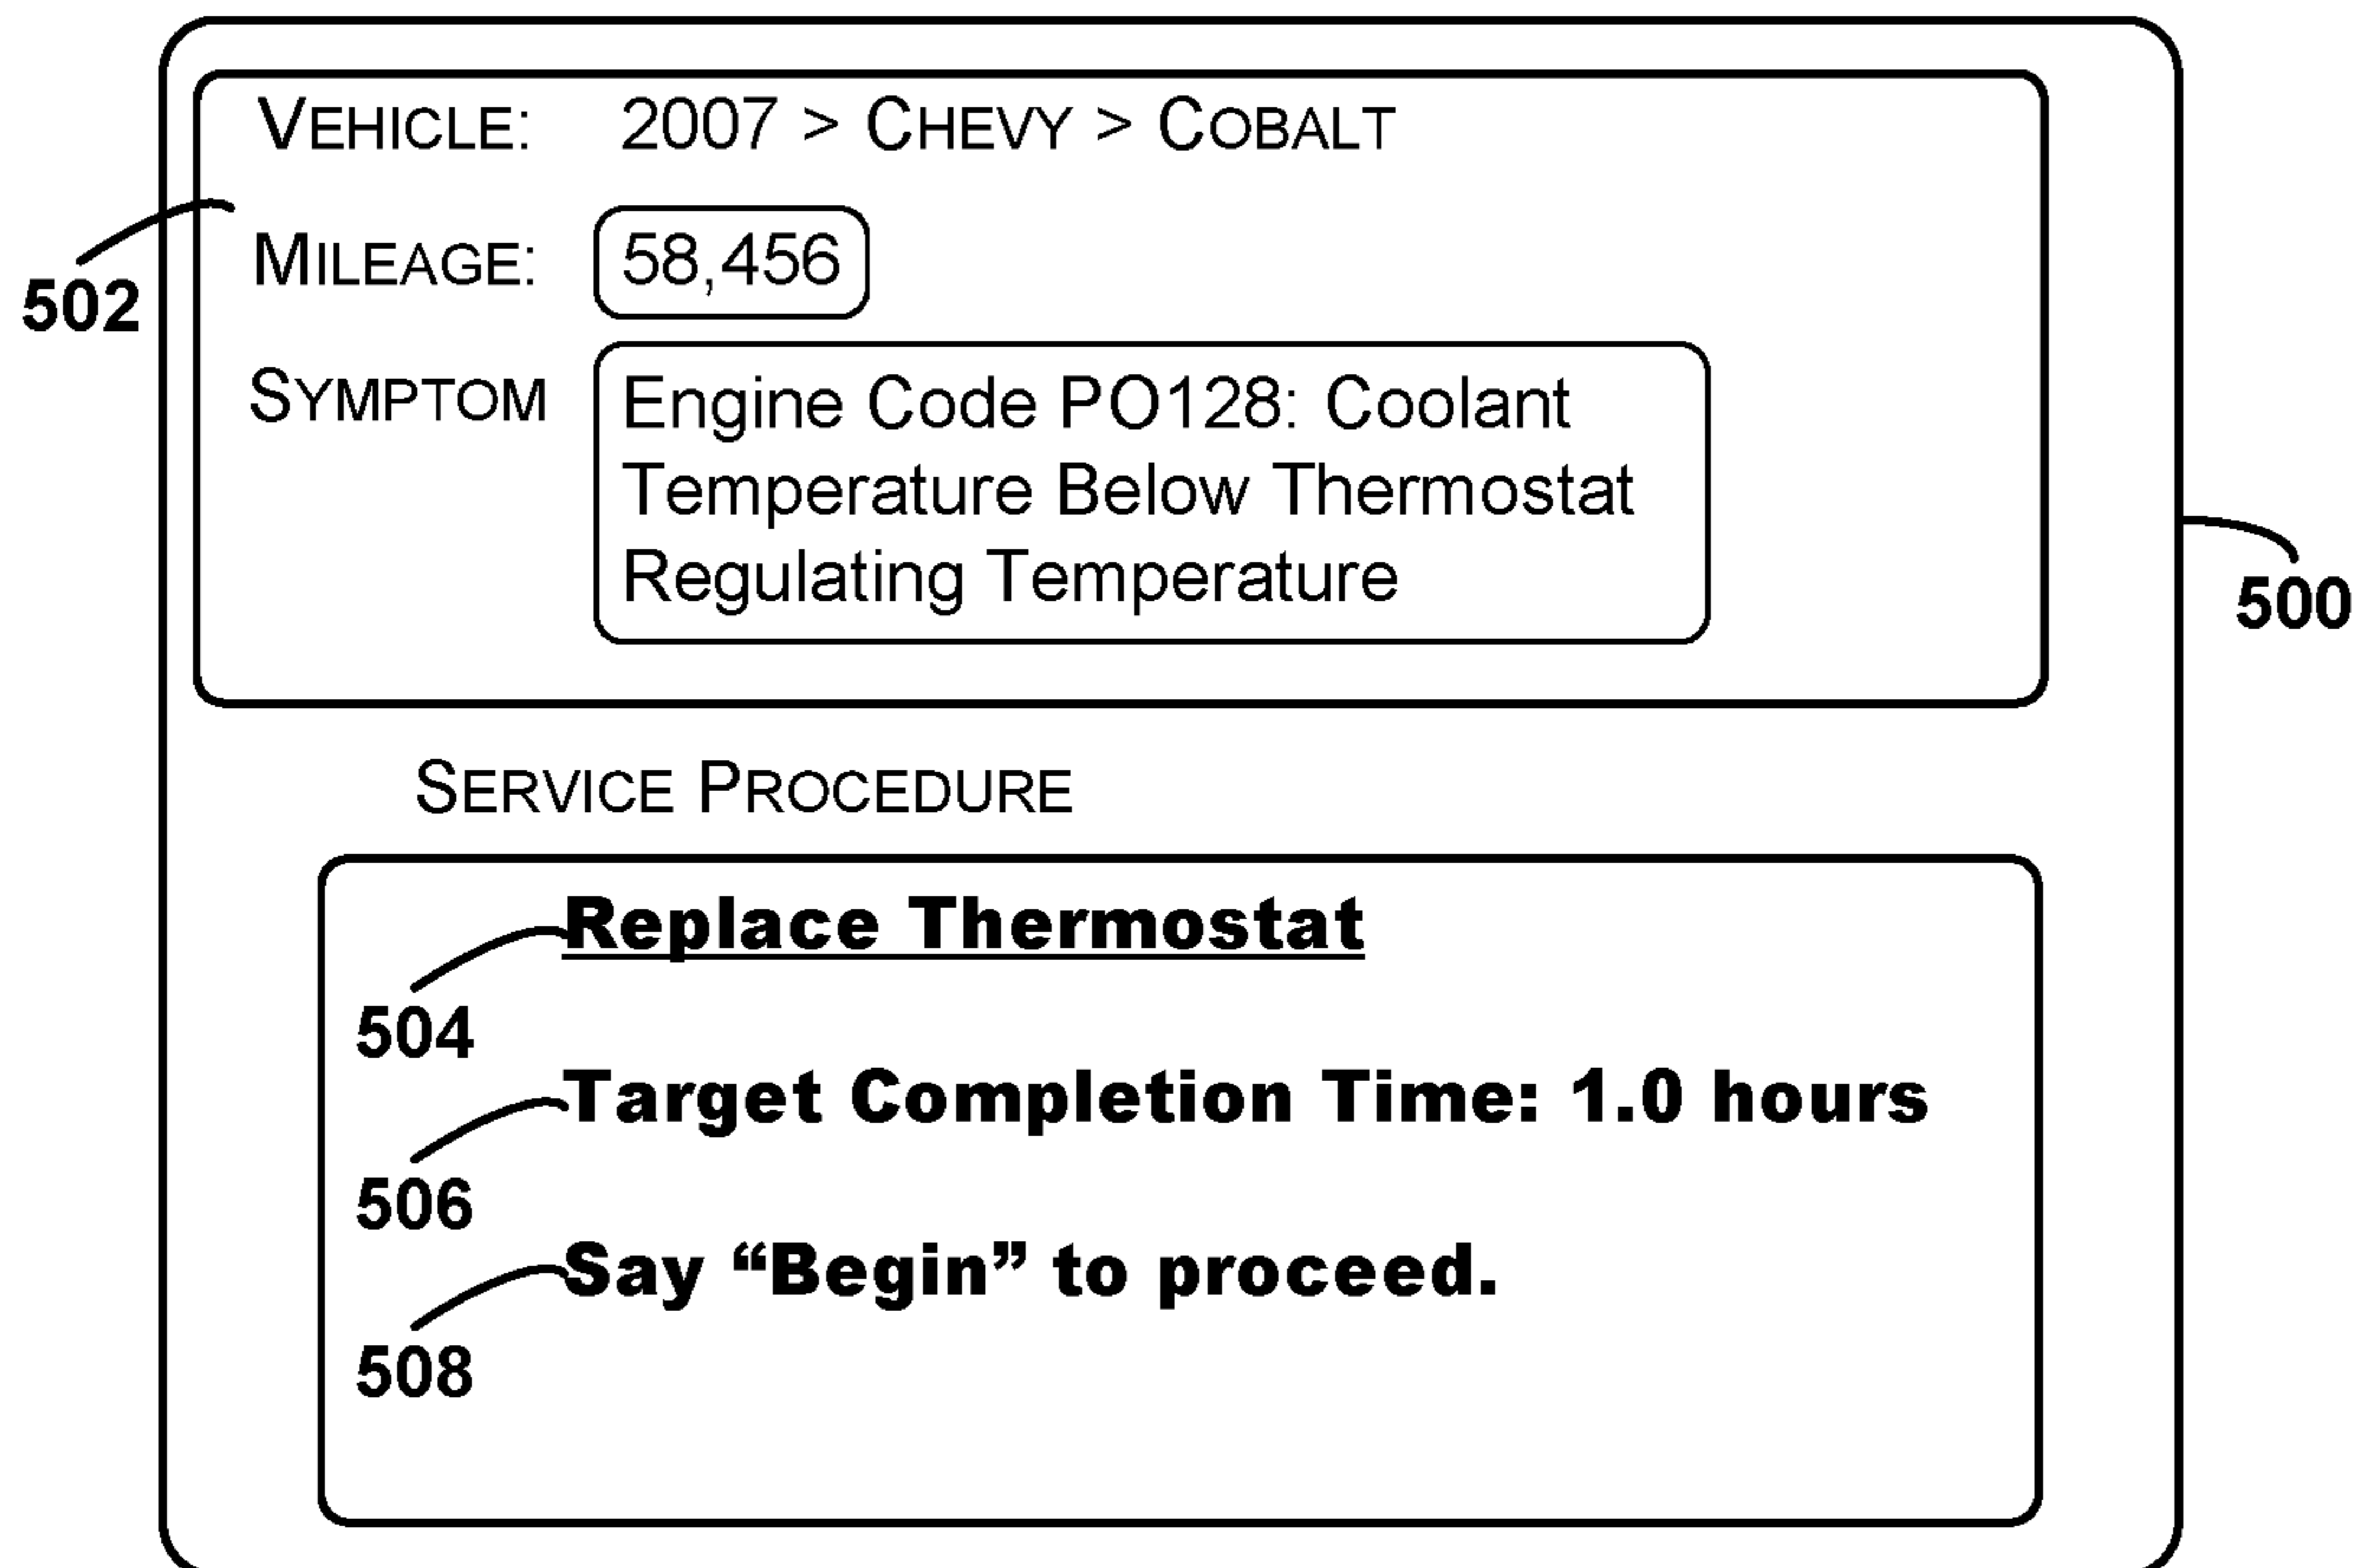 VEHICLE: 2007 > CHEVY > COBALT
MILEAGE: 58,456
502
SYMPTOM Engine Code PO128: Coolant
Temperature Below Thermostat
Regulating Temperature
500
SERVICE PROCEDURE
Replace Thermostat
504
Target Completion Time: 1.0 hours
506
Say “Begin” to proceed.
508